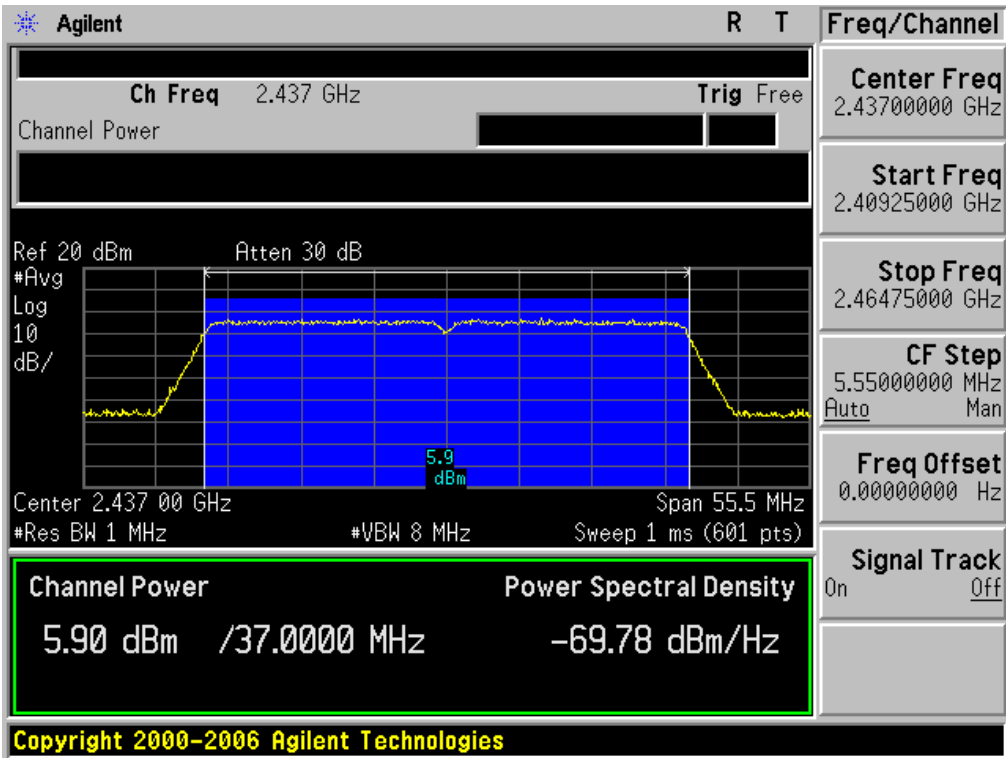 Agilent R T
Freq/Channel
Ch Freq 2.437 GHz Trig Free
Channel Power
Ref 20 dBm Atten 30 dB
#Avg
Log
10
dB/
5.9
dBm
Center 2.437 00 GHz Span 55.5 MHz
#Res BW 1 MHz #VBW 8 MHz Sweep 1 ms (601 pts)
Channel Power Power Spectral Density
5.90 dBm /37.0000 MHz -69.78 dBm/Hz
Copyright 2000-2006 Agilent Technologies
Center Freq
2.43700000 GHz
Start Freq
2.40925000 GHz
Stop Freq
2.46475000 GHz
CF Step
5.55000000 MHz
Auto Man
Freq Offset
0.00000000 Hz
Signal Track
On Off